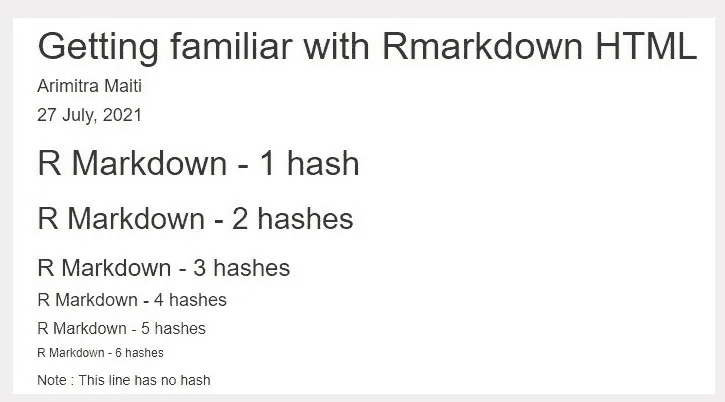 Getting familiar with Rmarkdown HTML
Arimitra Maiti
27 July, 2021
R Markdown - 1 hash
R Markdown - 2 hashes
R Markdown - 3 hashes
R Markdown - 4 hashes
R Markdown - 5 hashes
R Markdown - 6 hashes
Note : This line has no hash